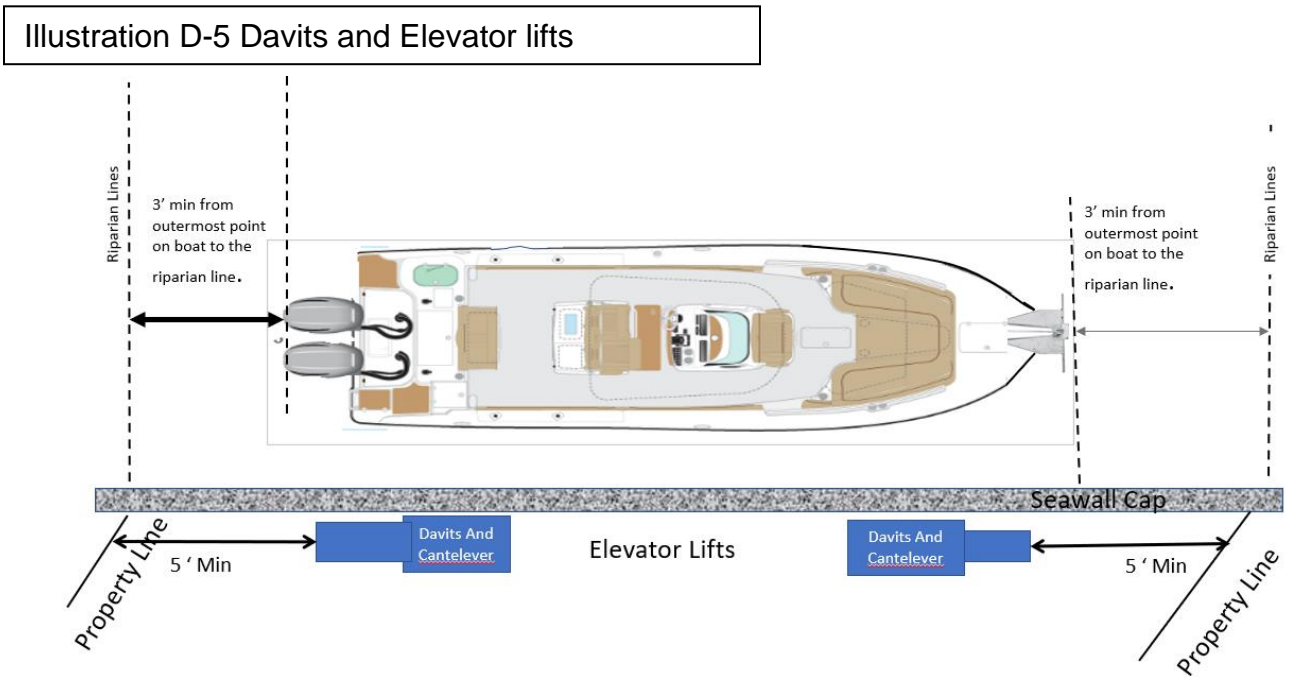 Illustration D-5 Davits and Elevator lifts
Riparian Lines
3' min from
outermost point
on boat to the
riparian line.
3' min from
outermost point
on boat to the
riparian line.
Riparian Lines
Seawall Cap
Property Line
5 ' Min
Davits And
Cantelever
Elevator Lifts
Davits And
Cantelever
5 ' Min
Property Line